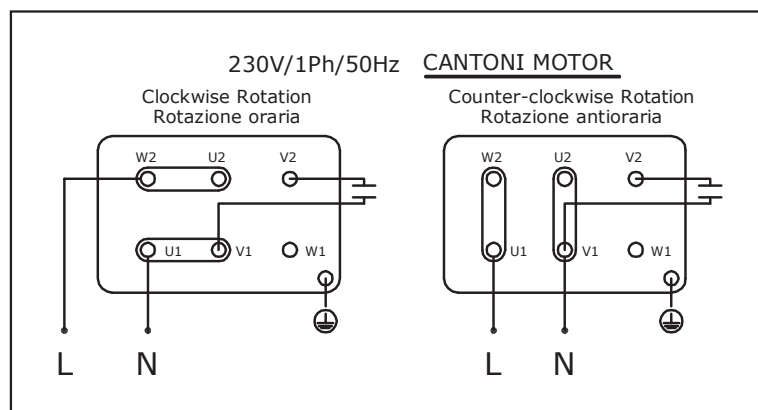 230V/1Ph/50Hz CANTONI MOTOR
Clockwise Rotation
Rotazione oraria
W2 U2 V2
U1 V1 W1
L N
Counter-clockwise Rotation
Rotazione antioraria
W2 U2 V2
U1 V1 W1
L N